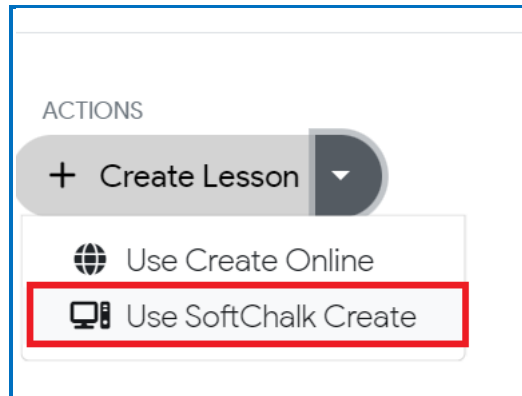 ACTIONS
+ Create Lesson
Use Create Online
Use SoftChalk Create